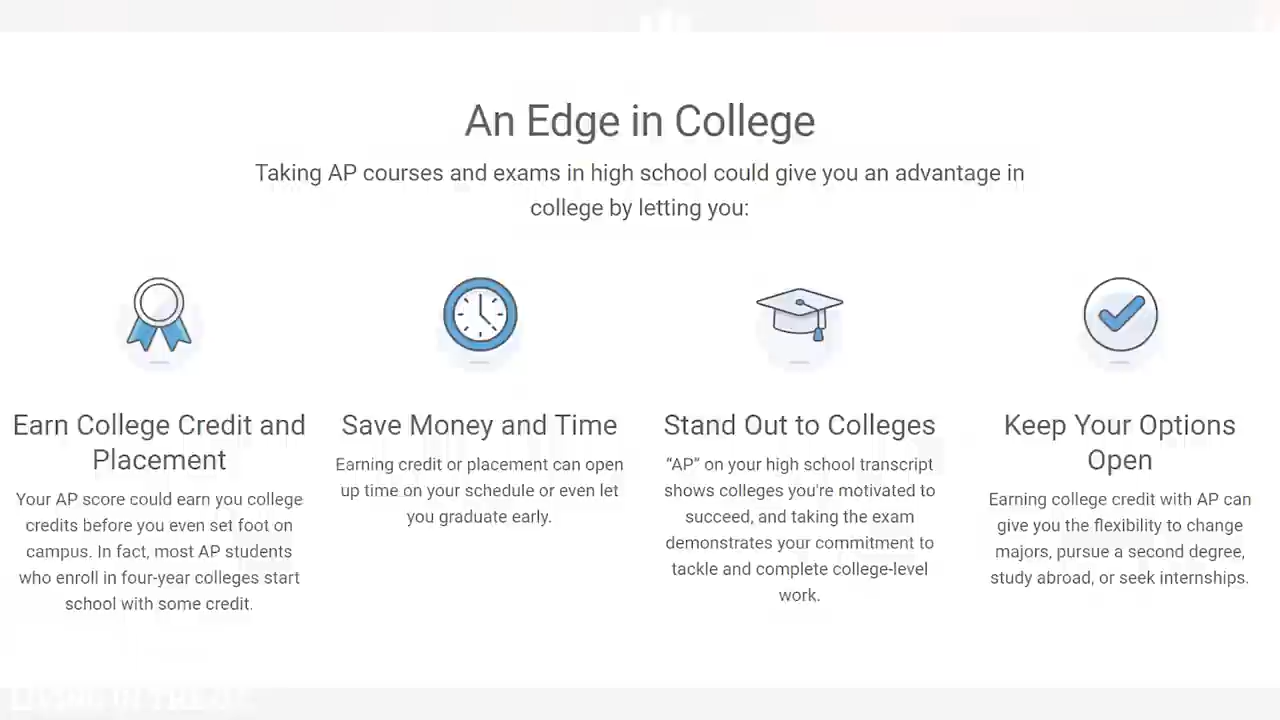 An Edge in College
Taking AP courses and exams in high school could give you an advantage in
college by letting you:
Earn College Credit and
Placement
Your AP score could earn you college
credits before you even set foot on
campus. In fact, most AP students
who enroll in four-year colleges start
school with some credit.
Save Money and Time
Earning credit or placement can open
up time on your schedule or even let
you graduate early.
Stand Out to Colleges
“AP” on your high school transcript
shows colleges you're motivated to
succeed, and taking the exam
demonstrates your commitment to
tackle and complete college-level
work.
Keep Your Options
Open
Earning college credit with AP can
give you the flexibility to change
majors, pursue a second degree,
study abroad, or seek internships.